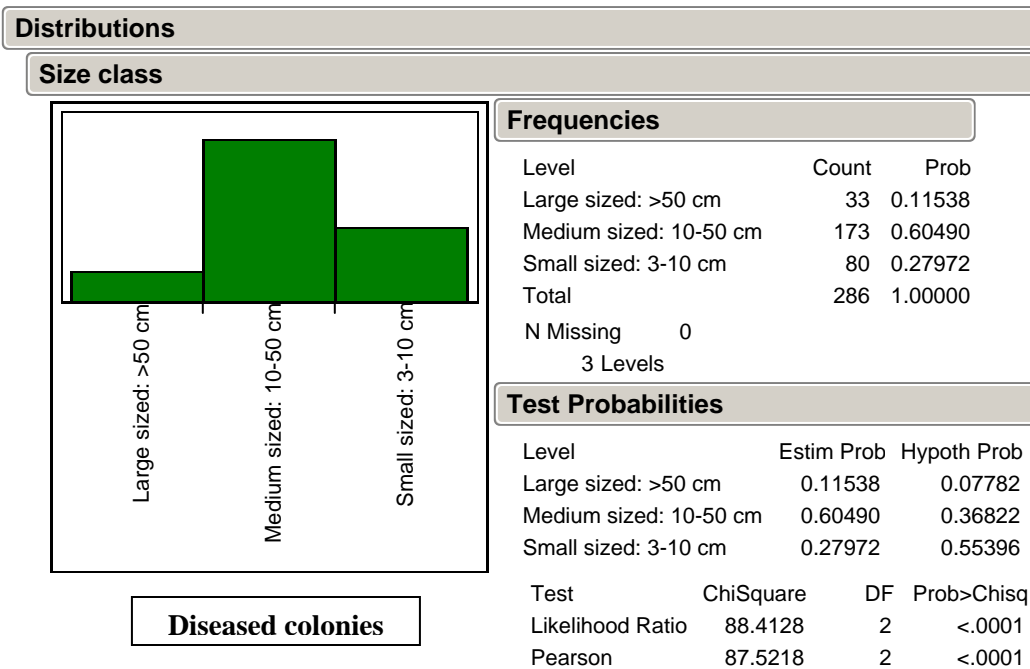 Distributions
Size class
Large sized: >50 cm
Medium sized: 10-50 cm
Small sized: 3-10 cm
Diseased colonies
Frequencies
Level Count Prob
Large sized: >50 cm 33 0.11538
Medium sized: 10-50 cm 173 0.60490
Small sized: 3-10 cm 80 0.27972
Total 286 1.00000
N Missing 0
3 Levels
Test Probabilities
Level Estim Prob Hypoth Prob
Large sized: >50 cm 0.11538 0.07782
Medium sized: 10-50 cm 0.60490 0.36822
Small sized: 3-10 cm 0.27972 0.55396
Test ChiSquare DF Prob>Chisq
Likelihood Ratio 88.4128 2 <.0001
Pearson 87.5218 2 <.0001